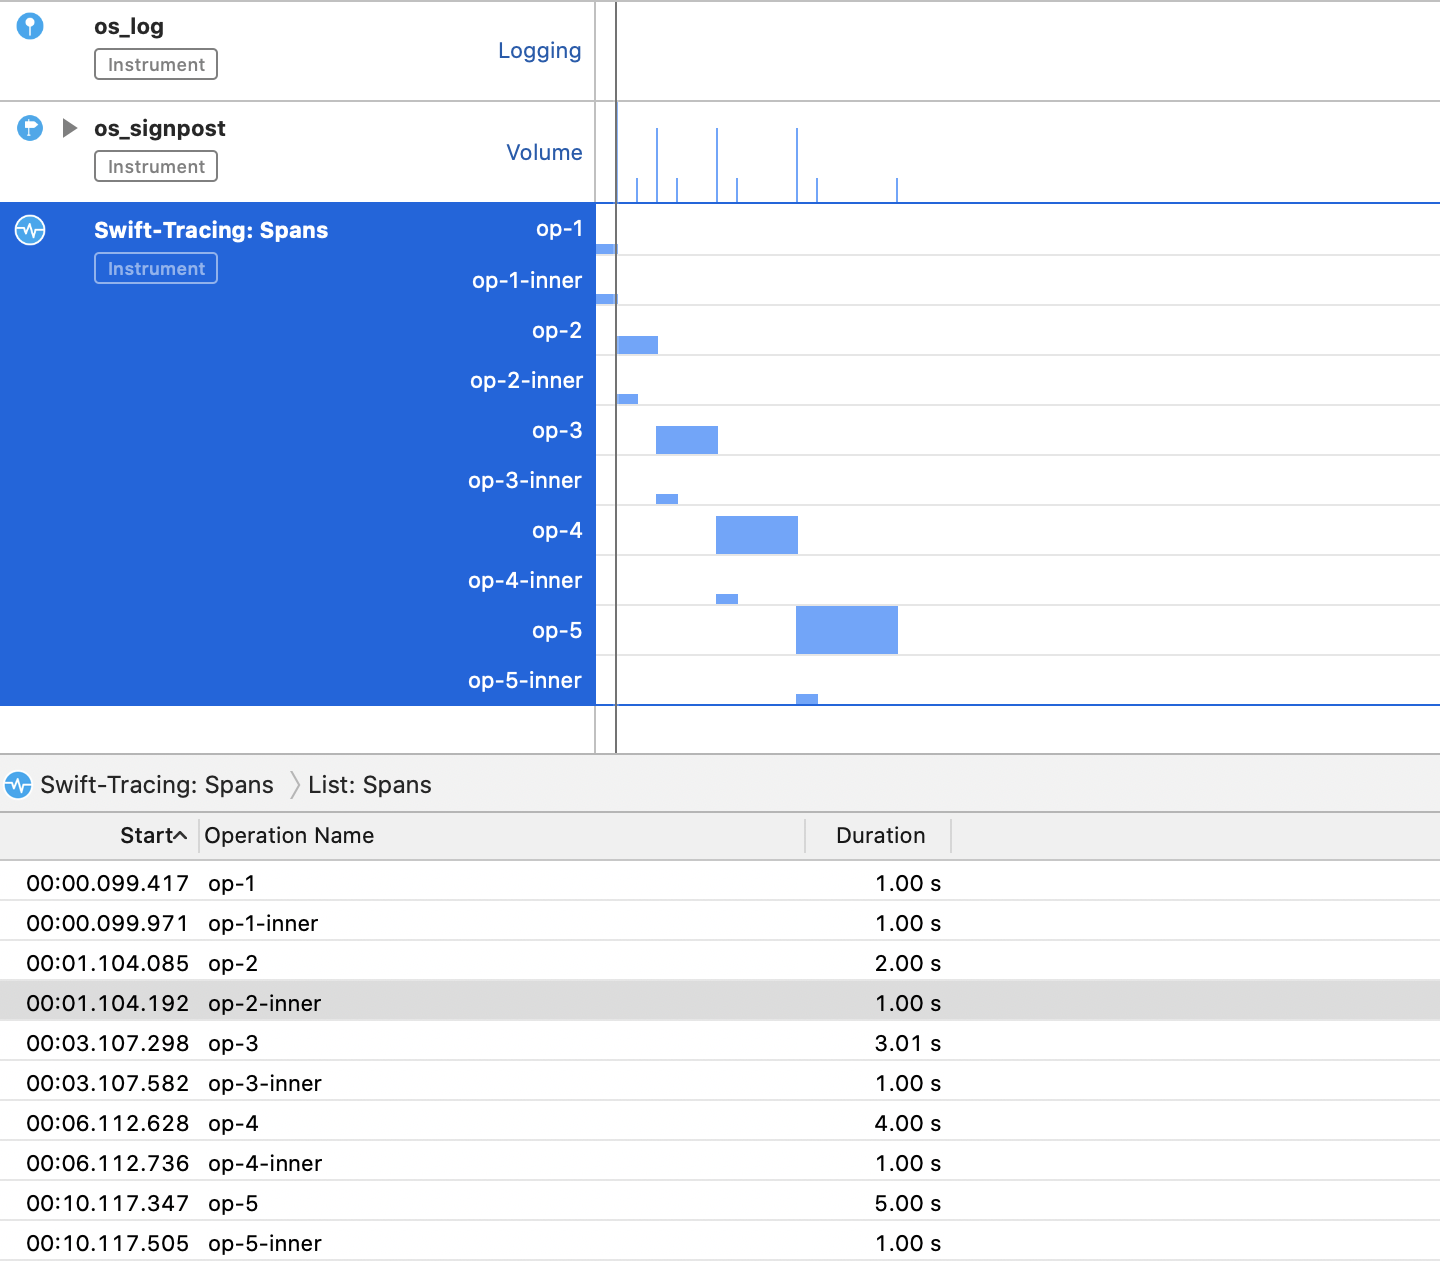 os_log
Instrument
Logging
os_signpost
Instrument
Volume
Swift-Tracing: Spans
Instrument
op-1
op-1-inner
op-2
op-2-inner
op-3
op-3-inner
op-4
op-4-inner
op-5
op-5-inner
Swift-Tracing: Spans List: Spans
Start Operation Name Duration
00:00.099.417 op-1 1.00 s
00:00.099.971 op-1-inner 1.00 s
00:01.104.085 op-2 2.00 s
00:01.104.192 op-2-inner 1.00 s
00:03.107.298 op-3 3.01 s
00:03.107.582 op-3-inner 1.00 s
00:06.112.628 op-4 4.00 s
00:06.112.736 op-4-inner 1.00 s
00:10.117.347 op-5 5.00 s
00:10.117.505 op-5-inner 1.00 s